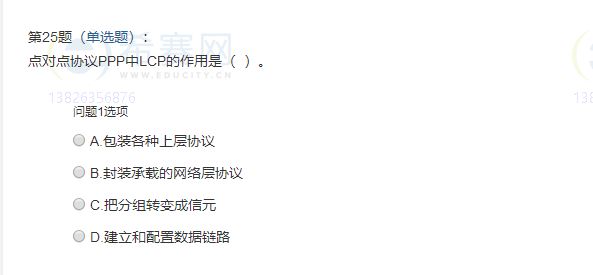 第25题（单选题）：
点对点协议PPP中LCP的作用是（ ）。
希赛网
WWW.EDUCITY.CN
13826356876
13
问题1选项
A.包装各种上层协议
B.封装承载的网络层协议
C.把分组转变成信元
D.建立和配置数据链路